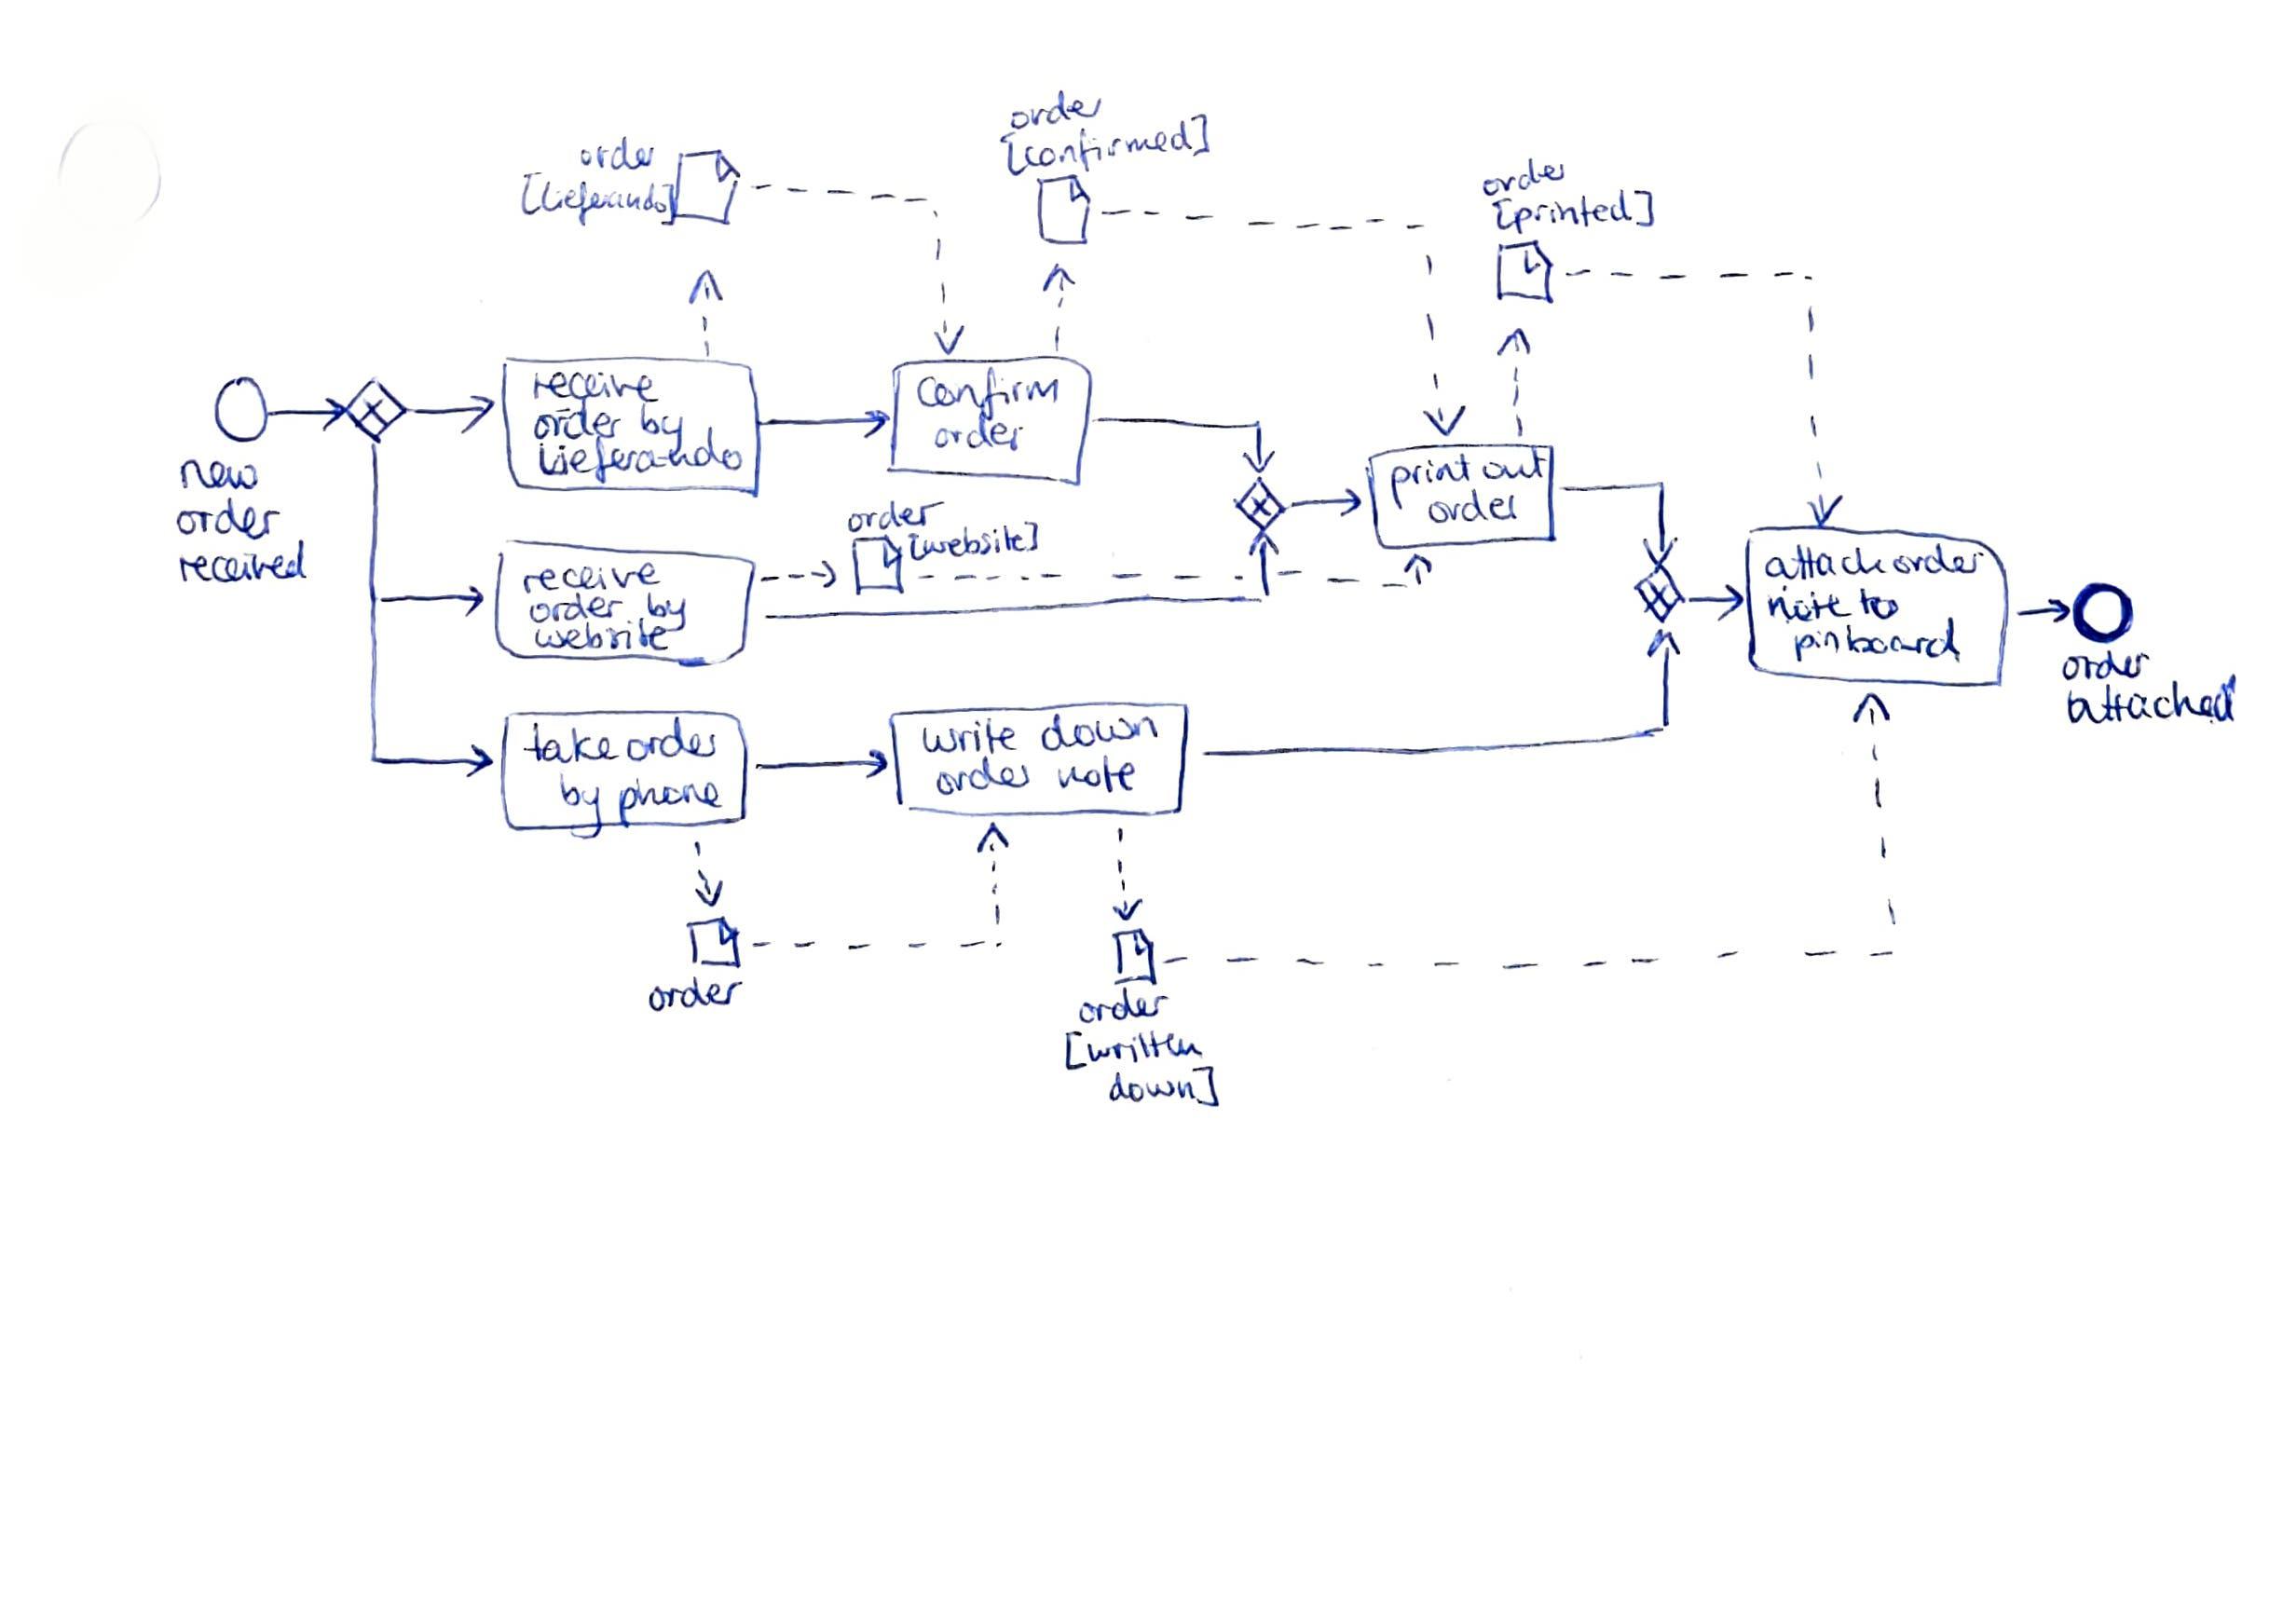 order
[confirmed]
order
[lieferando]
order
[printed]
receive
order by
Lieferando
confirm
order
new
order
received
print out
order
order
[website]
receive
order by
website
attach order
note to
pinboard
order
attached
take order
by phone
write down
order note
order
order
[written
down]